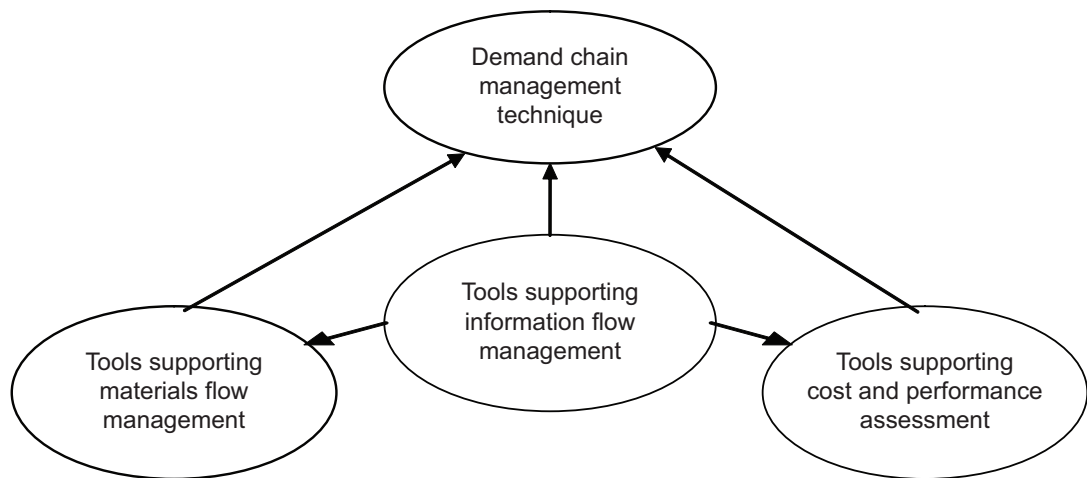 Demand chain
management
technique
Tools supporting
information flow
management
Tools supporting
materials flow
management
Tools supporting
cost and performance
assessment